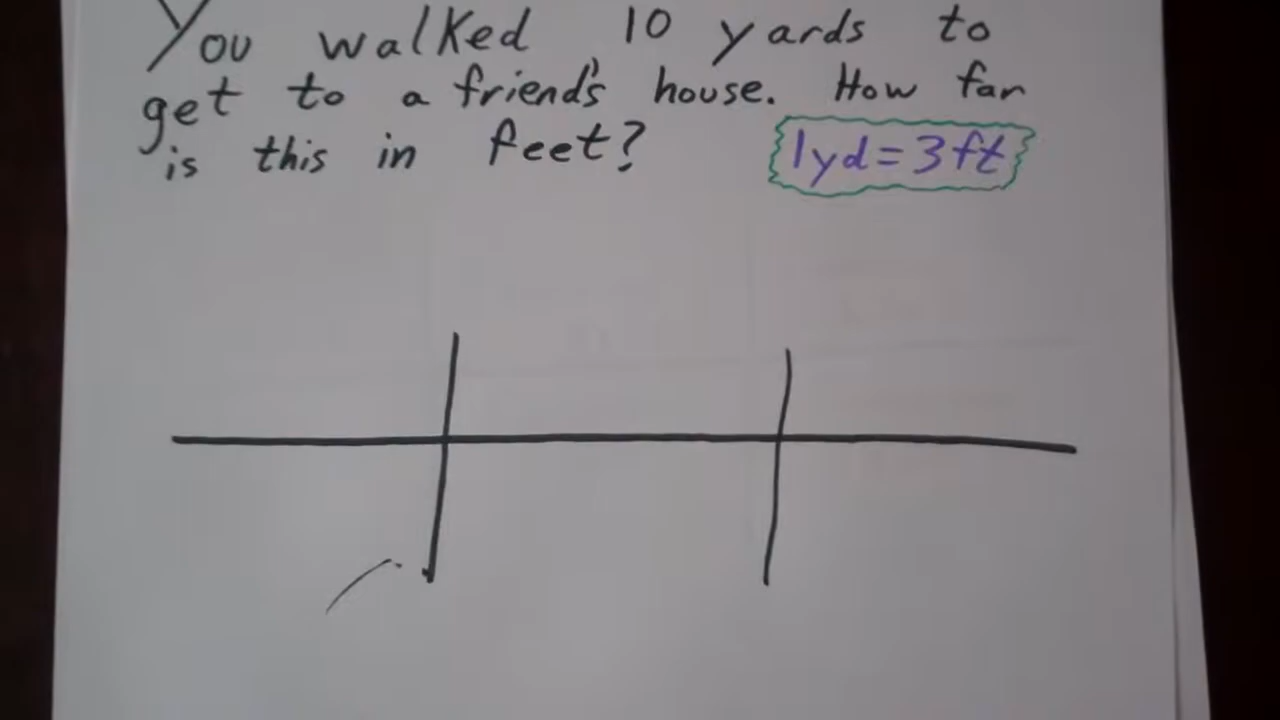 You walked 10 yards to
get to a friend's house. How far
is this in feet?
1yd=3ft